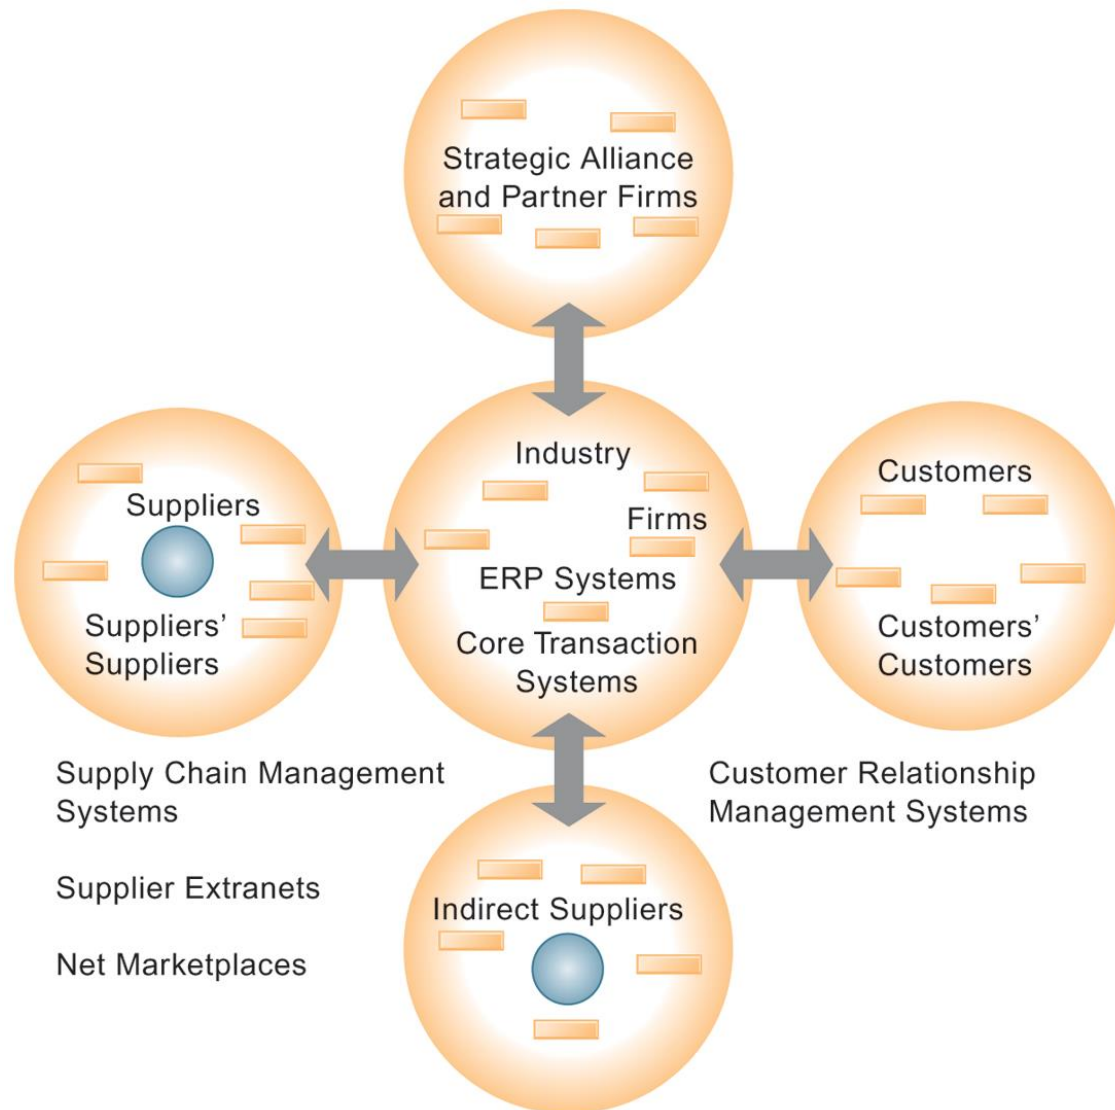 Strategic Alliance
and Partner Firms
Industry
Firms
ERP Systems
Core Transaction
Systems
Suppliers
Suppliers’
Suppliers
Customers
Customers’
Customers
Supply Chain Management
Systems
Supplier Extranets
Net Marketplaces
Customer Relationship
Management Systems
Indirect Suppliers